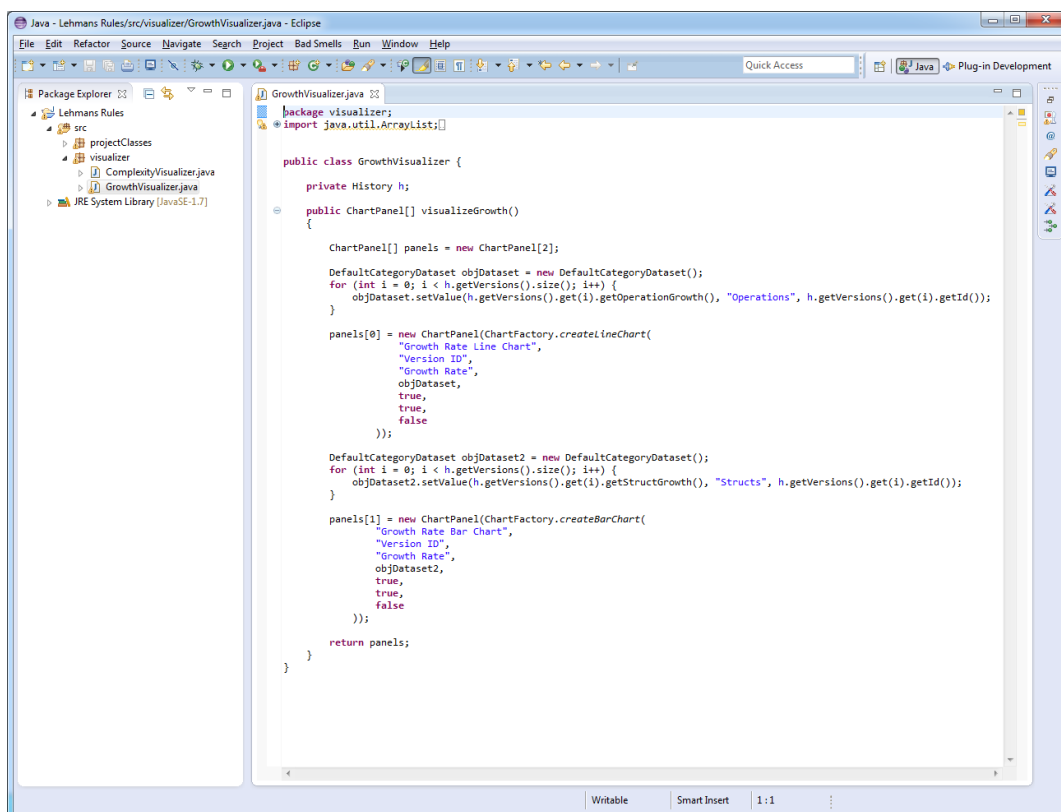 Java - Lehmans Rules/src/visualizer/GrowthVisualizer.java - Eclipse
File Edit Refactor Source Navigate Search Project Bad Smells Run Window Help
Quick Access
Java
Plug-in Development
Package Explorer
Lehmans Rules
src
projectClasses
visualizer
ComplexityVisualizer.java
GrowthVisualizer.java
JRE System Library [JavaSE-1.7]
GrowthVisualizer.java
package visualizer;
import java.util.ArrayList;
public class GrowthVisualizer {
private History h;
public ChartPanel[] visualizeGrowth()
{
ChartPanel[] panels = new ChartPanel[2];
DefaultCategoryDataset objDataset = new DefaultCategoryDataset();
for (int i = 0; i < h.getVersions().size(); i++) {
objDataset.setValue(h.getVersions().get(i).getOperationGrowth(), "Operations", h.getVersions().get(i).getId());
}
panels[0] = new ChartPanel(ChartFactory.createLineChart(
"Growth Rate Line Chart",
"Version ID",
"Growth Rate",
objDataset,
true,
true,
false
));
DefaultCategoryDataset objDataset2 = new DefaultCategoryDataset();
for (int i = 0; i < h.getVersions().size(); i++) {
objDataset2.setValue(h.getVersions().get(i).getStructGrowth(), "Structs", h.getVersions().get(i).getId());
}
panels[1] = new ChartPanel(ChartFactory.createBarChart(
"Growth Rate Bar Chart",
"Version ID",
"Growth Rate",
objDataset2,
true,
true,
false
));
return panels;
}
}
Writable
Smart Insert
1 : 1